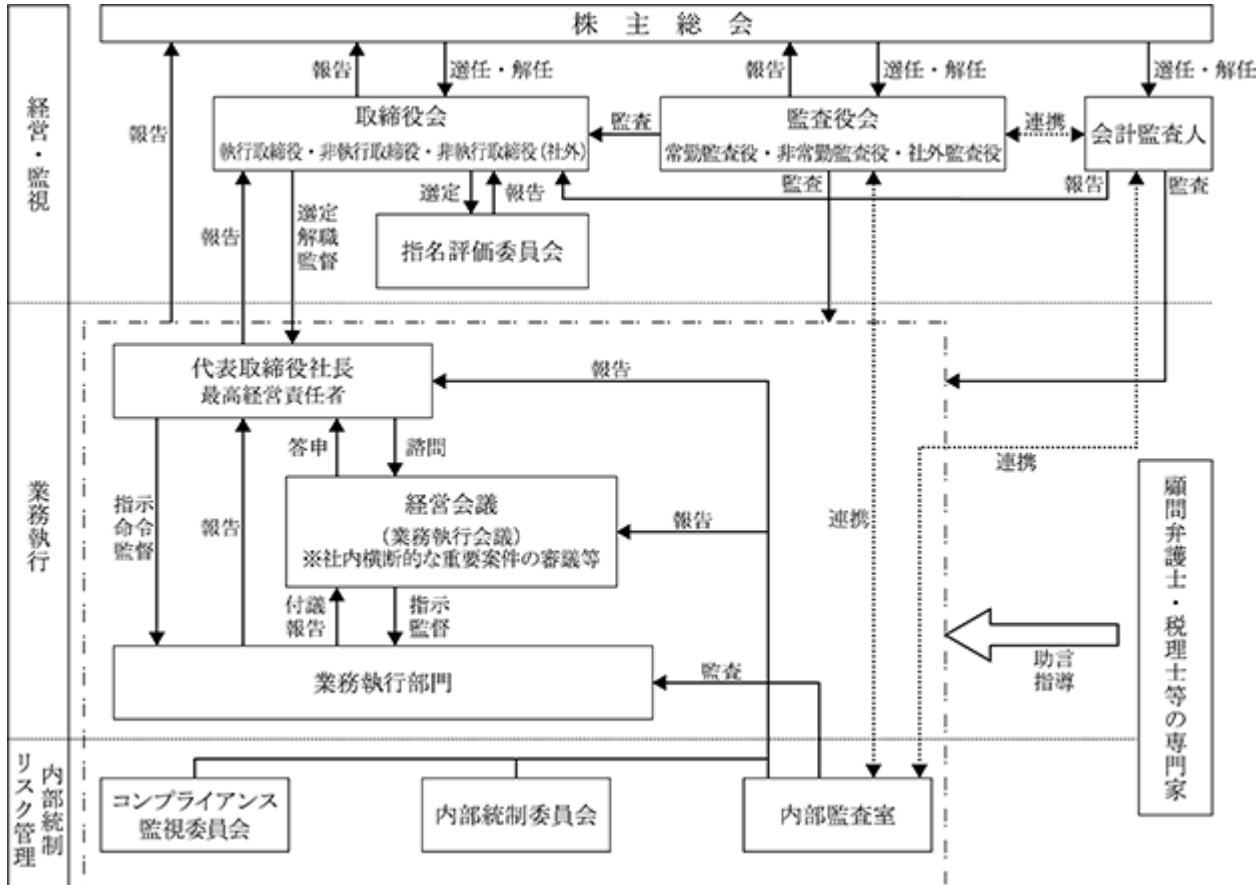 株主総会
報告
選任・解任
報告
選任・解任
選任・解任
経営・監視
報告
取締役会
執行取締役・非執行取締役・非執行取締役(社外)
監査
監査役会
常勤監査役・非常勤監査役・社外監査役
連携
会計監査人
選定
報告
監査
報告
監査
報告
選定
解職
監督
指名評価委員会
業務執行
代表取締役社長
最高経営責任者
報告
答申
諮問
連携
指示
命令
監督
報告
経営会議
(業務執行会議)
※社内横断的な重要案件の審議等
報告
連携
付議
報告
指示
監督
顧問弁護士・税理士等の専門家
助言
指導
業務執行部門
監査
内部統制
リスク管理
コンプライアンス
監視委員会
内部統制委員会
内部監査室